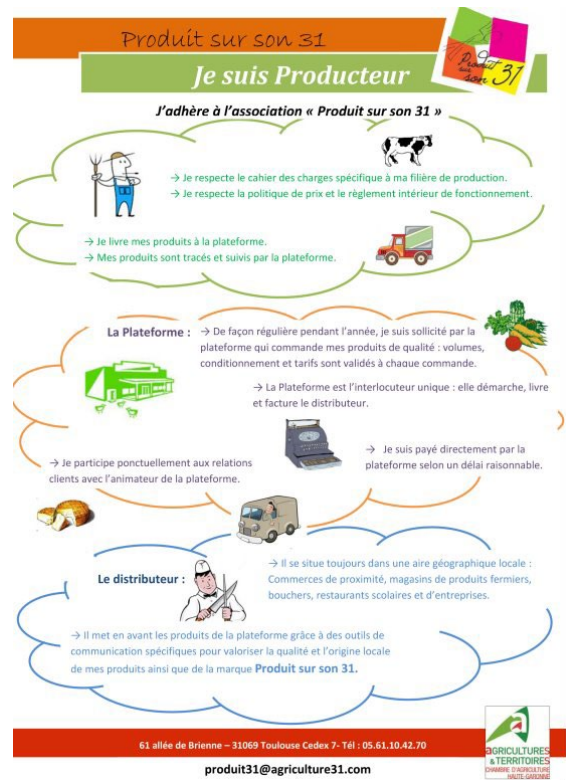 Produit sur son 31
Produit
sur
son 31
Je suis Producteur
J'adhère à l'association « Produit sur son 31 »
→ Je respecte le cahier des charges spécifique à ma filière de production.
→ Je respecte la politique de prix et le règlement intérieur de fonctionnement.
→ Je livre mes produits à la plateforme.
→ Mes produits sont tracés et suivis par la plateforme.
La Plateforme : → De façon régulière pendant l'année, je suis sollicité par la
plateforme qui commande mes produits de qualité : volumes,
conditionnement et tarifs sont validés à chaque commande.
→ La Plateforme est l'interlocuteur unique : elle démarche, livre
et facture le distributeur.
→ Je suis payé directement par la
plateforme selon un délai raisonnable.
→ Je participe ponctuellement aux relations
clients avec l'animateur de la plateforme.
Le distributeur :
→ Il se situe toujours dans une aire géographique locale :
Commerces de proximité, magasins de produits fermiers,
bouchers, restaurants scolaires et d'entreprises.
→ Il met en avant les produits de la plateforme grâce à des outils de
communication spécifiques pour valoriser la qualité et l'origine locale
de mes produits ainsi que de la marque Produit sur son 31.
61 allée de Brienne – 31069 Toulouse Cedex 7- Tél : 05.61.10.42.70
produit31@agriculture31.com
AGRICULTURES
& TERRITOIRES
CHAMBRE D'AGRICULTURE
HAUTE-GARONNE